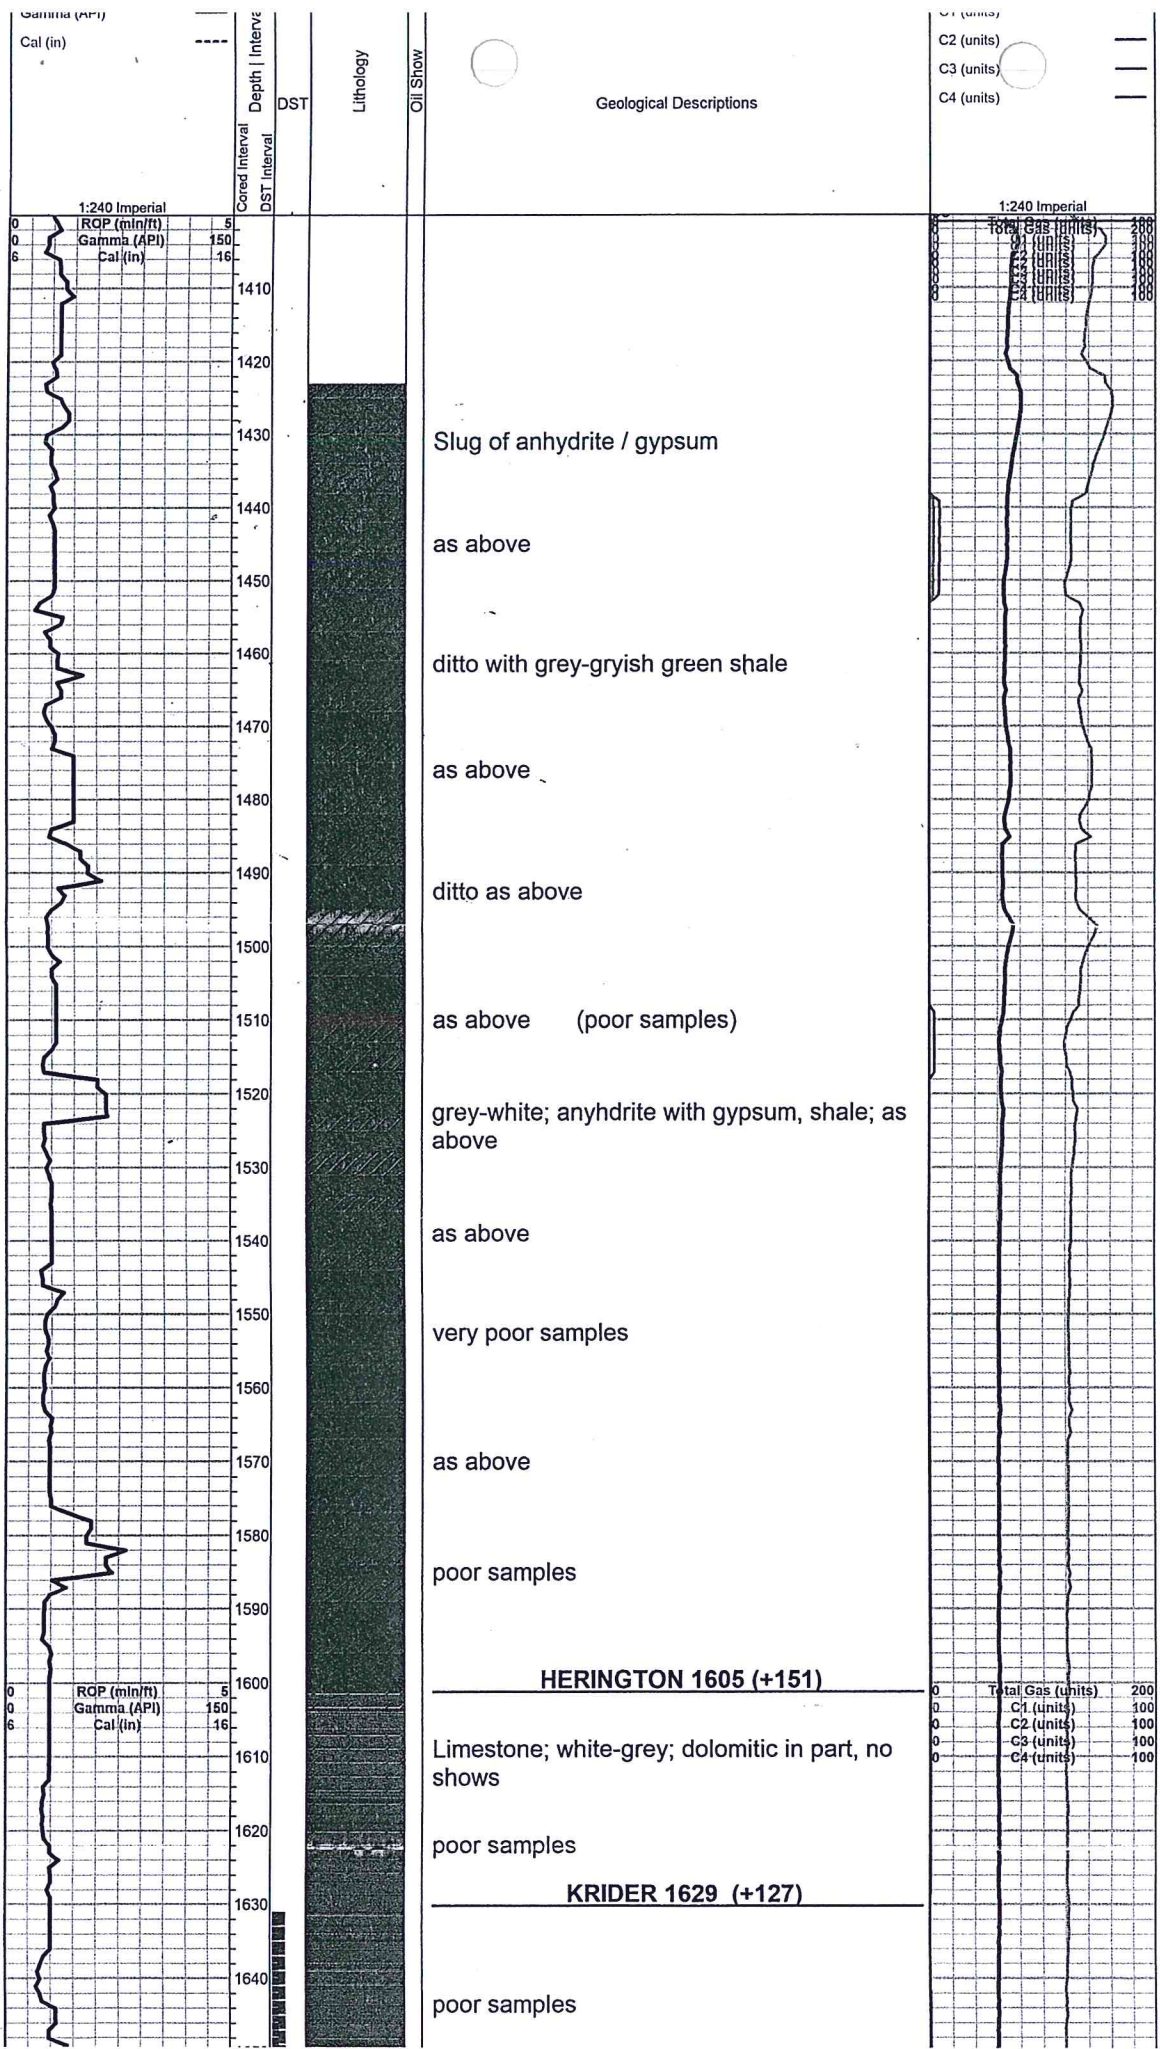 Gamma (API)
Cal (in)
Cored Interval
DST Interval
DST
Lithology
Oil Show
Geological Descriptions
C1 (units)
C2 (units)
C3 (units)
C4 (units)
1:240 Imperial
1:240 Imperial
0 ROP (min/ft) 5
0 Gamma (API) 150
6 Cal (in) 16
Total Gas (units) 200
C1 (units) 100
C4 (units) 100
1410
1420
1430
Slug of anhydrite / gypsum
1440
as above
1450
1460
ditto with grey-gryish green shale
1470
as above
1480
1490
ditto as above
1500
1510
as above (poor samples)
1520
grey-white; anyhdrite with gypsum, shale; as
above
1530
1540
as above
1550
very poor samples
1560
1570
as above
1580
poor samples
1590
HERINGTON 1605 (+151)
1600
0 ROP (min/ft) 5
0 Gamma (API) 150
6 Cal (in) 16
0 Total Gas (units) 200
0 C1 (units) 100
0 C2 (units) 100
0 C3 (units) 100
0 C4 (units) 100
Limestone; white-grey; dolomitic in part, no
shows
1610
1620
poor samples
KRIDER 1629 (+127)
1630
1640
poor samples